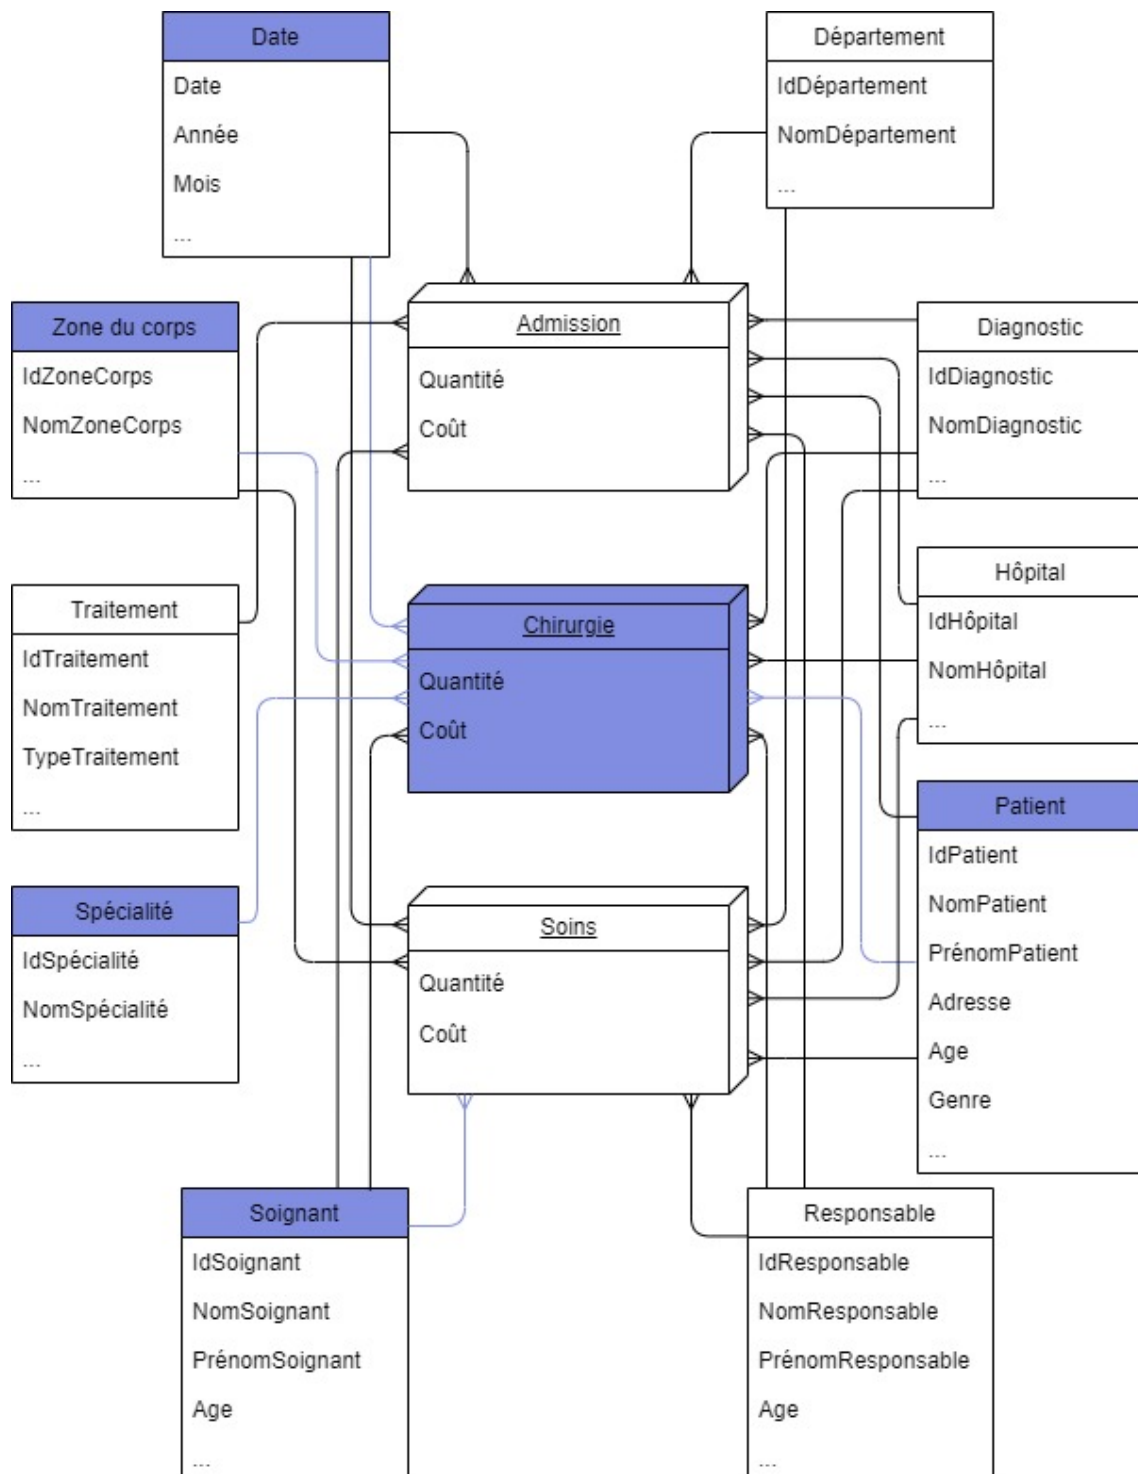 Date
Date
Année
Mois
...
Département
IdDépartement
NomDépartement
...
Zone du corps
IdZoneCorps
NomZoneCorps
...
Admission
Quantité
Coût
Diagnostic
IdDiagnostic
NomDiagnostic
...
Traitement
IdTraitement
NomTraitement
TypeTraitement
...
Chirurgie
Quantité
Coût
Hôpital
IdHôpital
NomHôpital
...
Patient
IdPatient
NomPatient
PrénomPatient
Adresse
Age
Genre
...
Spécialité
IdSpécialité
NomSpécialité
...
Soins
Quantité
Coût
Soignant
IdSoignant
NomSoignant
PrénomSoignant
Age
...
Responsable
IdResponsable
NomResponsable
PrénomResponsable
Age
...